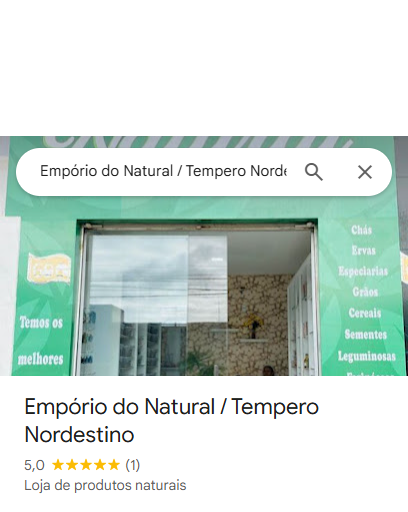 Natural
Empório do Natural / Tempero Norde
Chás
Ervas
Especiarias
Grãos
Cereais
Temos os
Sementes
melhores
Leguminosas
Empório do Natural / Tempero
Nordestino
5,0 ★★★★★ (1)
Loja de produtos naturais